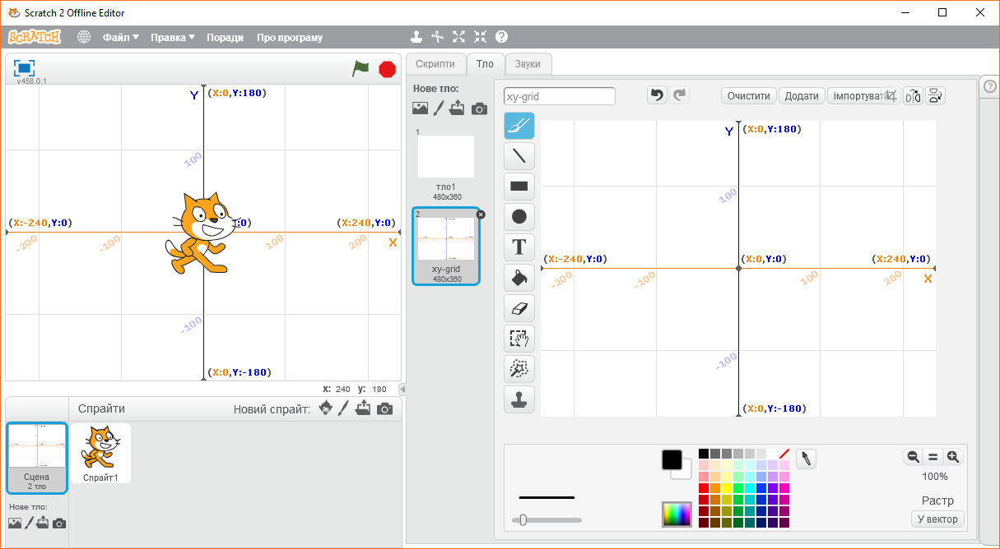 Scratch 2 Offline Editor
SCRATCH Файл Правка Поради Про програму
v458.0.1
Y (X:0,Y:180)
100
(X:-240,Y:0) :0) (X:240,Y:0)
-200 -100 100 200 X
-100
(X:0,Y:-180)
x: 240 y: 180
Спрайти Новий спрайт:
Сцена
2 тло
Спрайт1
Нове тло:
Скрипти Тло Звуки
Нове тло:
1
тло1
480x360
2
xy-grid
480x360
xy-grid Очистити Додати імпортувати
T
Y (X:0,Y:180)
100
(X:-240,Y:0) (X:0,Y:0) (X:240,Y:0)
-200 -100 100 200 X
-100
(X:0,Y:-180)
100%
Растр
У вектор